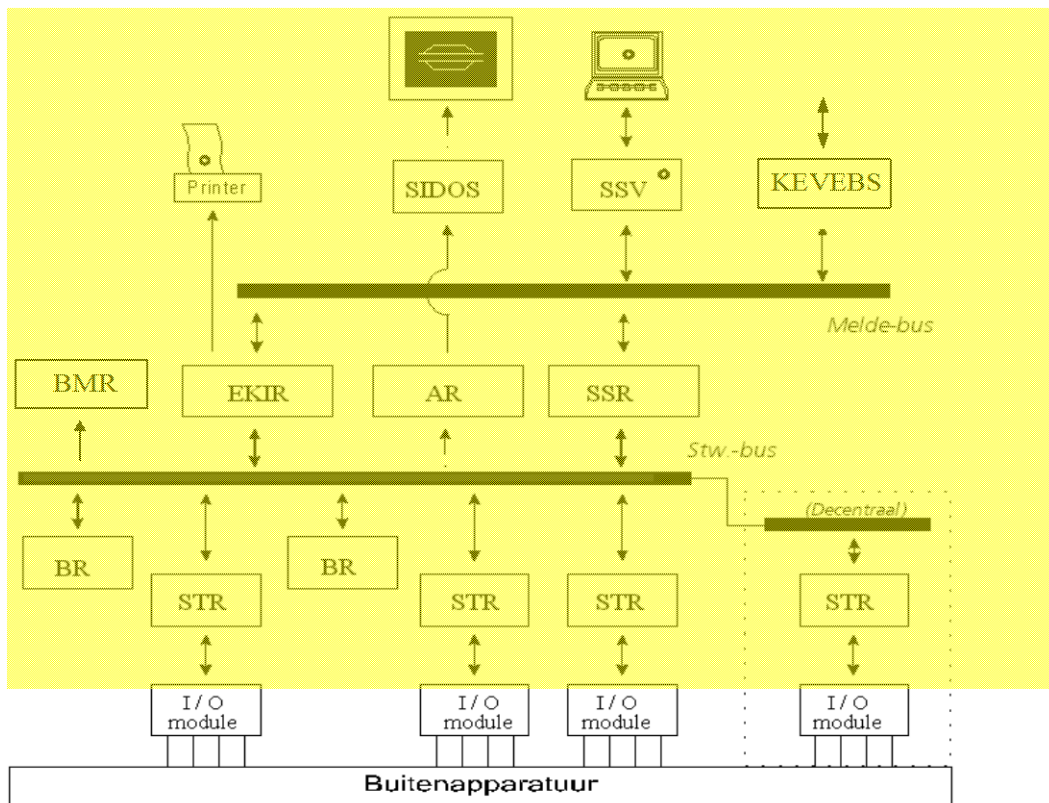 Printer
SIDOS
SSV
KEVEBS
Melde-bus
BMR
EKIR
AR
SSR
Stw.-bus
(Decentraal)
BR
BR
STR
STR
STR
STR
I / O
module
I / O
module
I / O
module
I / O
module
Buitenapparatuur